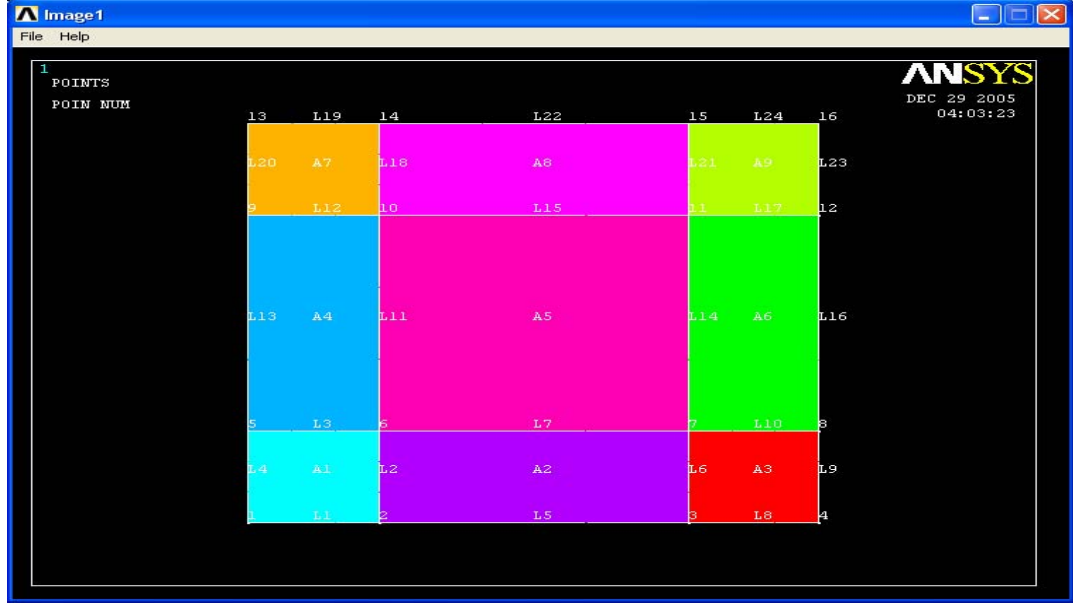 Image1
File Help
1
POINTS
POIN NUM
ANSYS
DEC 29 2005
04:03:23
13 L19 14 L22 15 L24 16
L20 A7 L18 A8 L21 A9 L23
9 L12 10 L15 11 L17 12
L13 A4 L11 A5 L14 A6 L16
5 L3 6 L7 7 L10 8
L4 A1 L2 A2 L6 A3 L9
1 L1 2 L5 3 L8 4